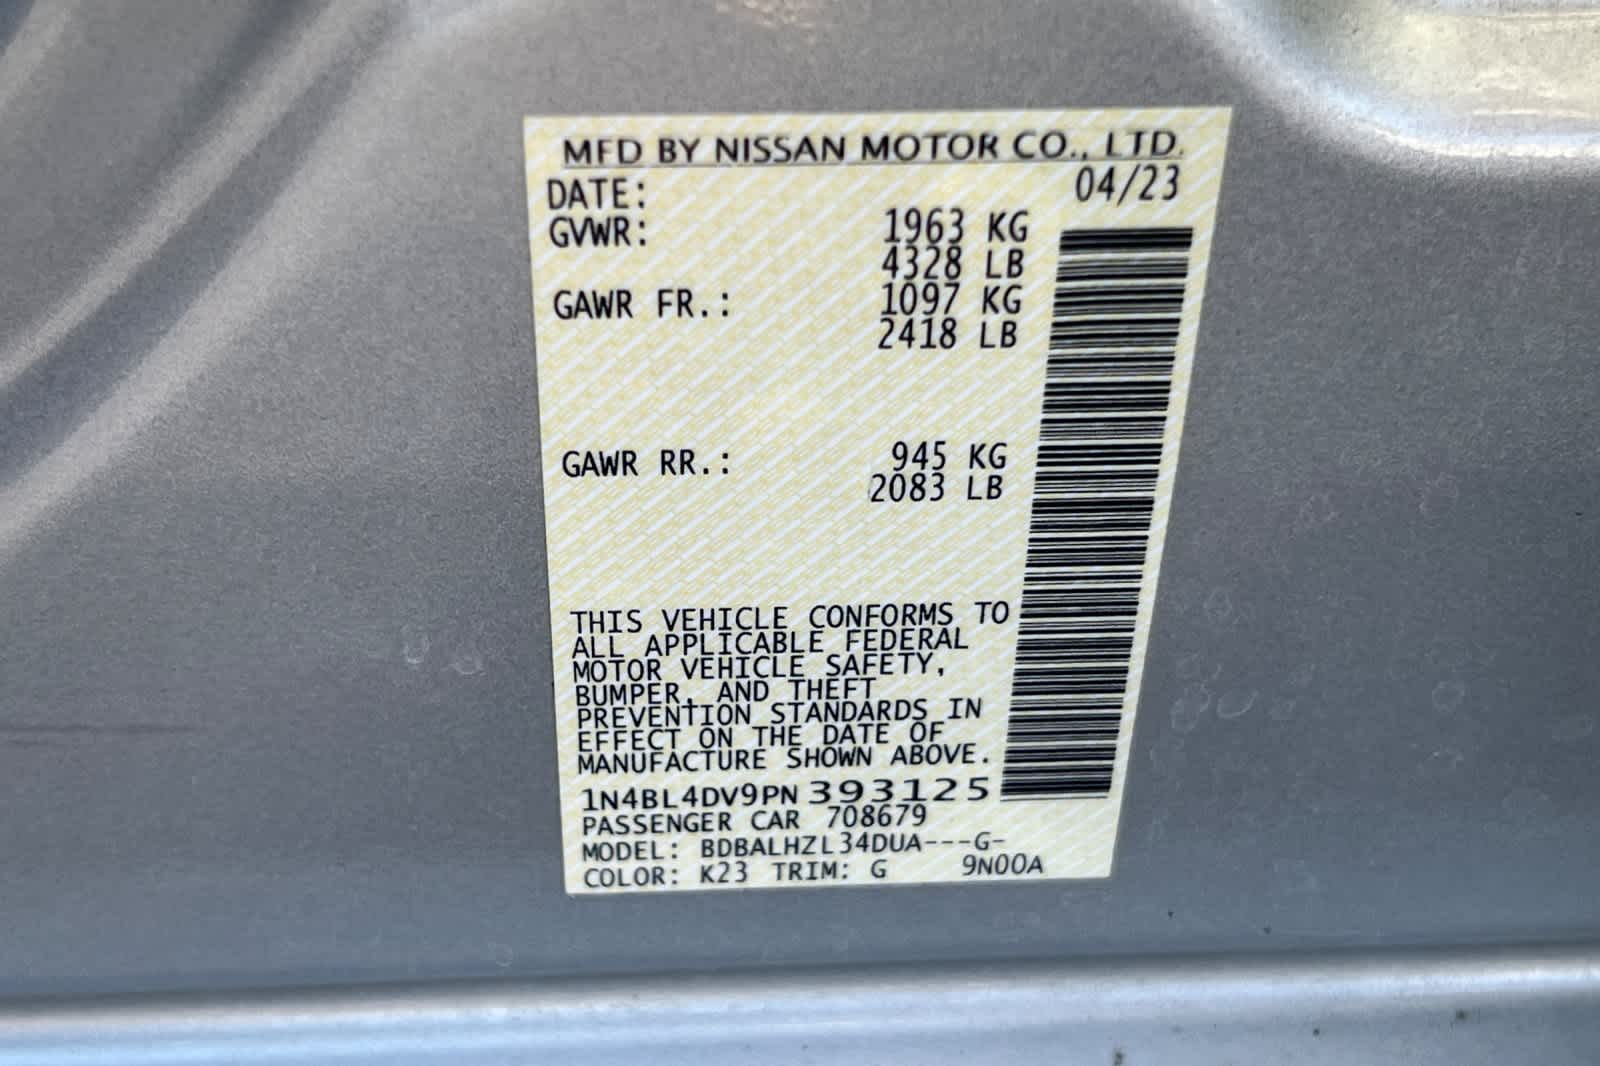 MFD BY NISSAN MOTOR CO., LTD.
DATE: 04/23
GVWR: 1963 KG
4328 LB
GAWR FR.: 1097 KG
2418 LB
GAWR RR.: 945 KG
2083 LB
THIS VEHICLE CONFORMS TO
ALL APPLICABLE FEDERAL
MOTOR VEHICLE SAFETY,
BUMPER, AND THEFT
PREVENTION STANDARDS IN
EFFECT ON THE DATE OF
MANUFACTURE SHOWN ABOVE.
1N4BL4DV9PN393125
PASSENGER CAR 708679
MODEL: BDBALHZL34DUA---G-
COLOR: K23 TRIM: G 9N00A